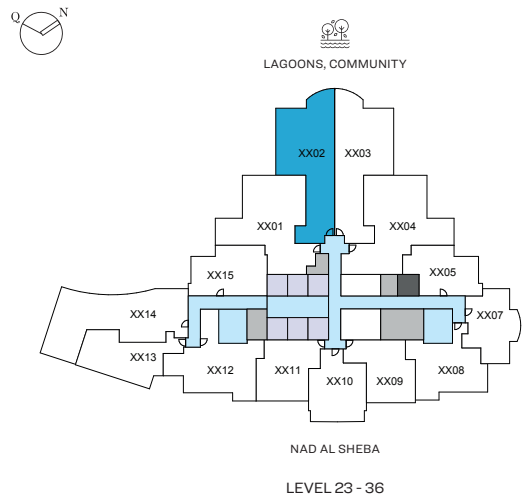 Q N
LAGOONS, COMMUNITY
XX02 XX03
XX01 XX04
XX15 XX05
XX14 XX07
XX13 XX12 XX11 XX10 XX09 XX08
NAD AL SHEBA
LEVEL 23 - 36